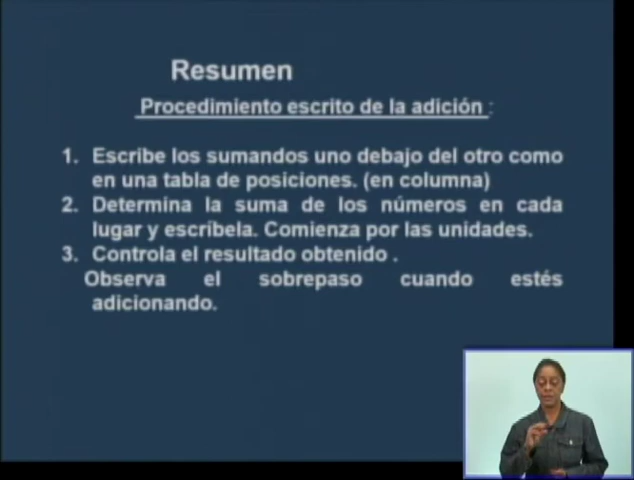 Resumen
Procedimiento escrito de la adición :
1. Escribe los sumandos uno debajo del otro como
en una tabla de posiciones. (en columna)
2. Determina la suma de los números en cada
lugar y escríbela. Comienza por las unidades.
3. Controla el resultado obtenido .
Observa el sobrepaso cuando estés
adicionando.